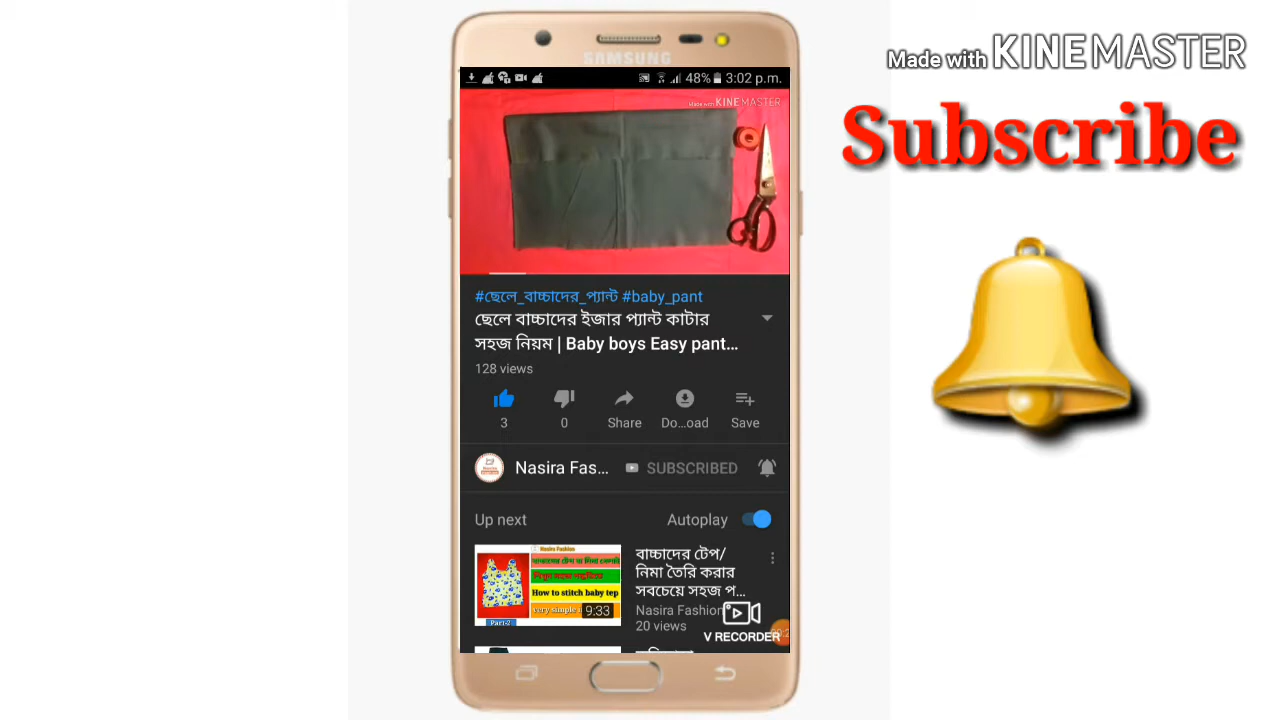 Made with KINEMASTER
Subscribe
SAMSUNG
48% 3:02 p.m.
Made with KINEMASTER
#ছেলে_বাচ্চাদের_প্যান্ট #baby_pant
ছেলে বাচ্চাদের ইজার প্যান্ট কাটার
সহজ নিয়ম | Baby boys Easy pant...
128 views
3
0
Share
Do...oad
Save
Nasira Fas...
SUBSCRIBED
Up next
Autoplay
Nasira Fashion
How to stitch baby tep
very simple
9:33
Part-2
বাচ্চাদের টেপ/
নিমা তৈরি করার
সবচেয়ে সহজ প...
Nasira Fashion
20 views
V RECORDER